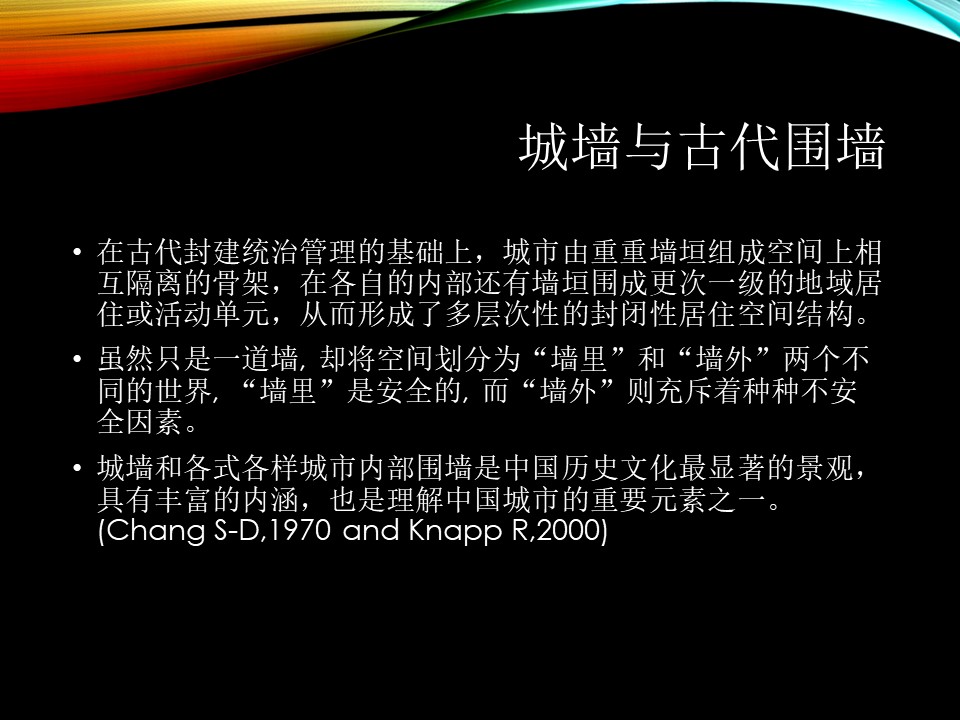 城墙与古代围墙
• 在古代封建统治管理的基础上，城市由重重墙垣组成空间上相
互隔离的骨架，在各自的内部还有墙垣围成更次一级的地域居
住或活动单元，从而形成了多层次性的封闭性居住空间结构。
• 虽然只是一道墙, 却将空间划分为“墙里”和“墙外”两个不
同的世界, “墙里”是安全的, 而“墙外”则充斥着种种不安
全因素。
• 城墙和各式各样城市内部围墙是中国历史文化最显著的景观，
具有丰富的内涵，也是理解中国城市的重要元素之一。
(Chang S-D,1970 and Knapp R,2000)